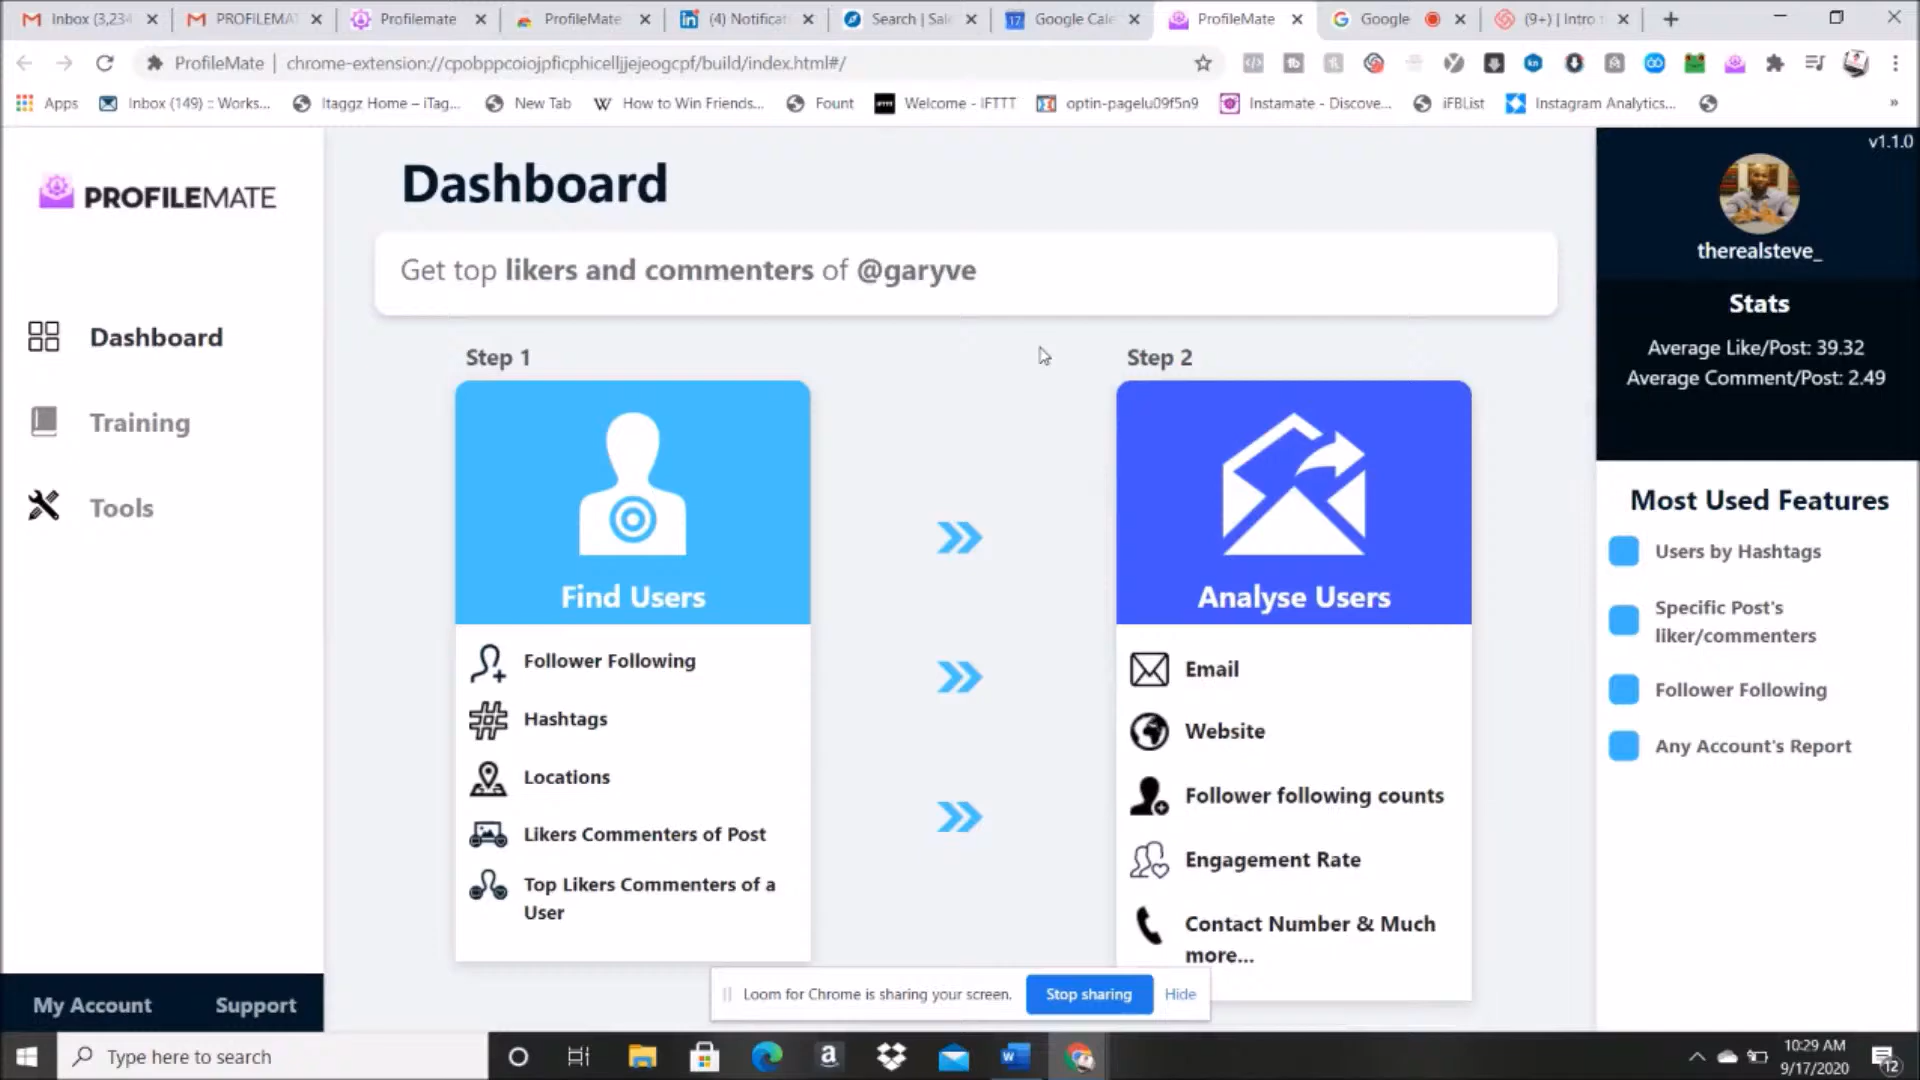 Inbox (3,234
PROFILEMAT
Profilemate
ProfileMate
(4) Notificat
Search | Sale
Google Cale
ProfileMate
Google
(9+) | Intro t
ProfileMate | chrome-extension://cpobppcoiojpficphicelljjejeogcpf/build/index.html#/
Apps
Inbox (149) :: Works...
Itaggz Home – iTag...
New Tab
How to Win Friends...
Fount
Welcome - IFTTT
optin-pagelu09f5n9
Instamate - Discove...
iFBList
Instagram Analytics...
»
v1.1.0
PROFILEMATE
Dashboard
Training
Tools
My Account
Support
Dashboard
Get top likers and commenters of @garyve
Step 1
Find Users
Follower Following
Hashtags
Locations
Likers Commenters of Post
Top Likers Commenters of a
User
Step 2
Analyse Users
Email
Website
Follower following counts
Engagement Rate
Contact Number & Much
more...
therealsteve_
Stats
Average Like/Post: 39.32
Average Comment/Post: 2.49
Most Used Features
Users by Hashtags
Specific Post's
liker/commenters
Follower Following
Any Account's Report
Loom for Chrome is sharing your screen.
Stop sharing
Hide
Type here to search
10:29 AM
9/17/2020
12